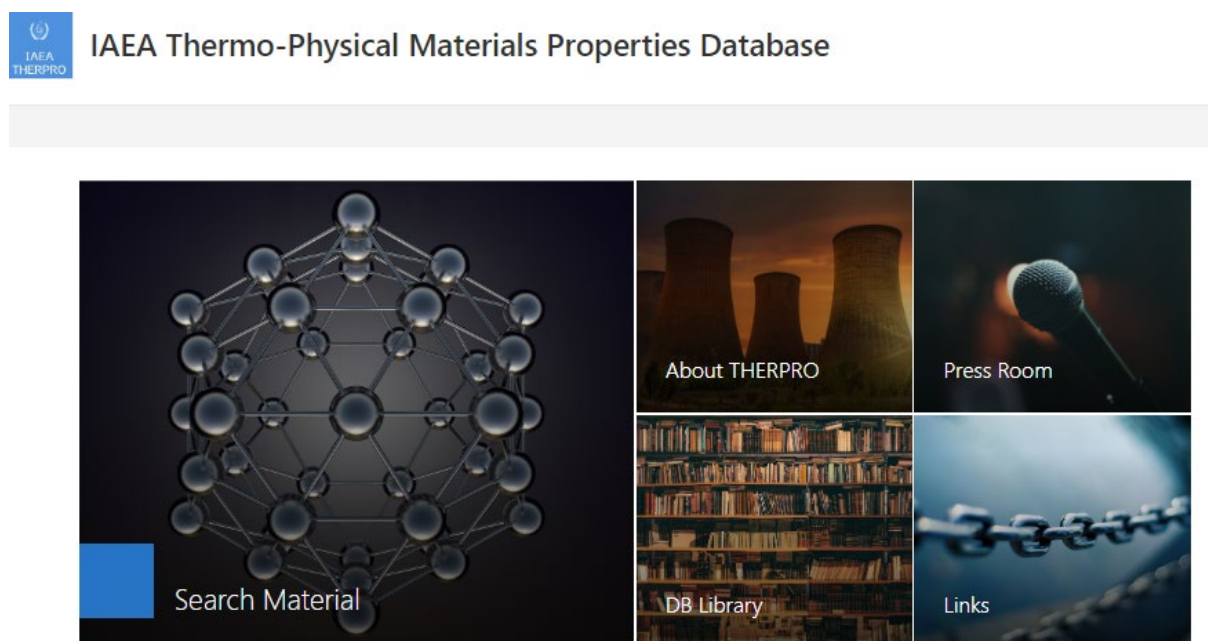 IAEA
THERPRO
IAEA Thermo-Physical Materials Properties Database
About THERPRO
Press Room
Search Material
DB Library
Links